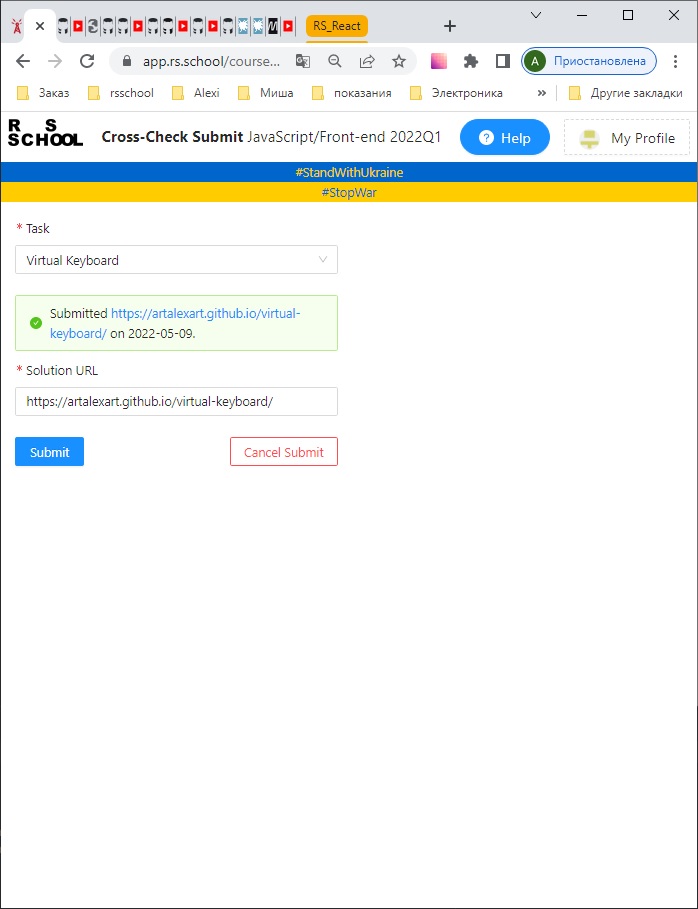 RS_React
app.rs.school/course...
A Приостановлена
Заказ rsschool Alexi Миша показания Электроника » Другие закладки
R S
SCHOOL
Cross-Check Submit JavaScript/Front-end 2022Q1
Help
My Profile
#StandWithUkraine
#StopWar
* Task
Virtual Keyboard
Submitted https://artalexart.github.io/virtual-
keyboard/ on 2022-05-09.
* Solution URL
https://artalexart.github.io/virtual-keyboard/
Submit
Cancel Submit